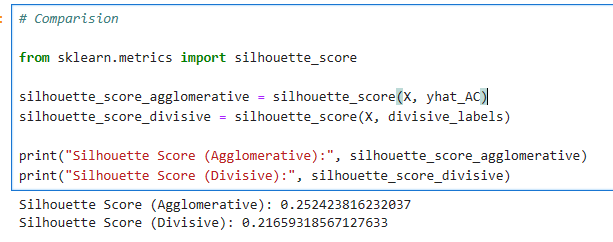 # Comparision
from sklearn.metrics import silhouette_score
silhouette_score_agglomerative = silhouette_score(X, yhat_AC)
silhouette_score_divisive = silhouette_score(X, divisive_labels)
print("Silhouette Score (Agglomerative):", silhouette_score_agglomerative)
print("Silhouette Score (Divisive):", silhouette_score_divisive)
Silhouette Score (Agglomerative): 0.252423816232037
Silhouette Score (Divisive): 0.21659318567127633